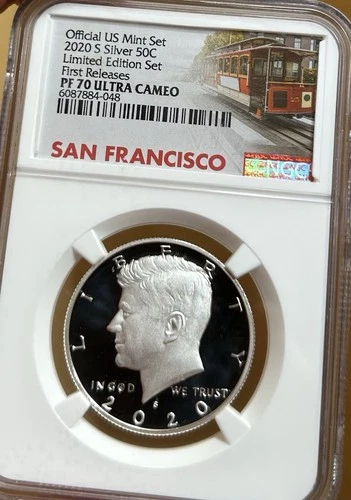 Official US Mint Set
2020 S Silver 50C
Limited Edition Set
First Releases
PF 70 ULTRA CAMEO
6087884-048
SAN FRANCISCO
NGC
LIBERTY
IN GOD WE TRUST
S
2020